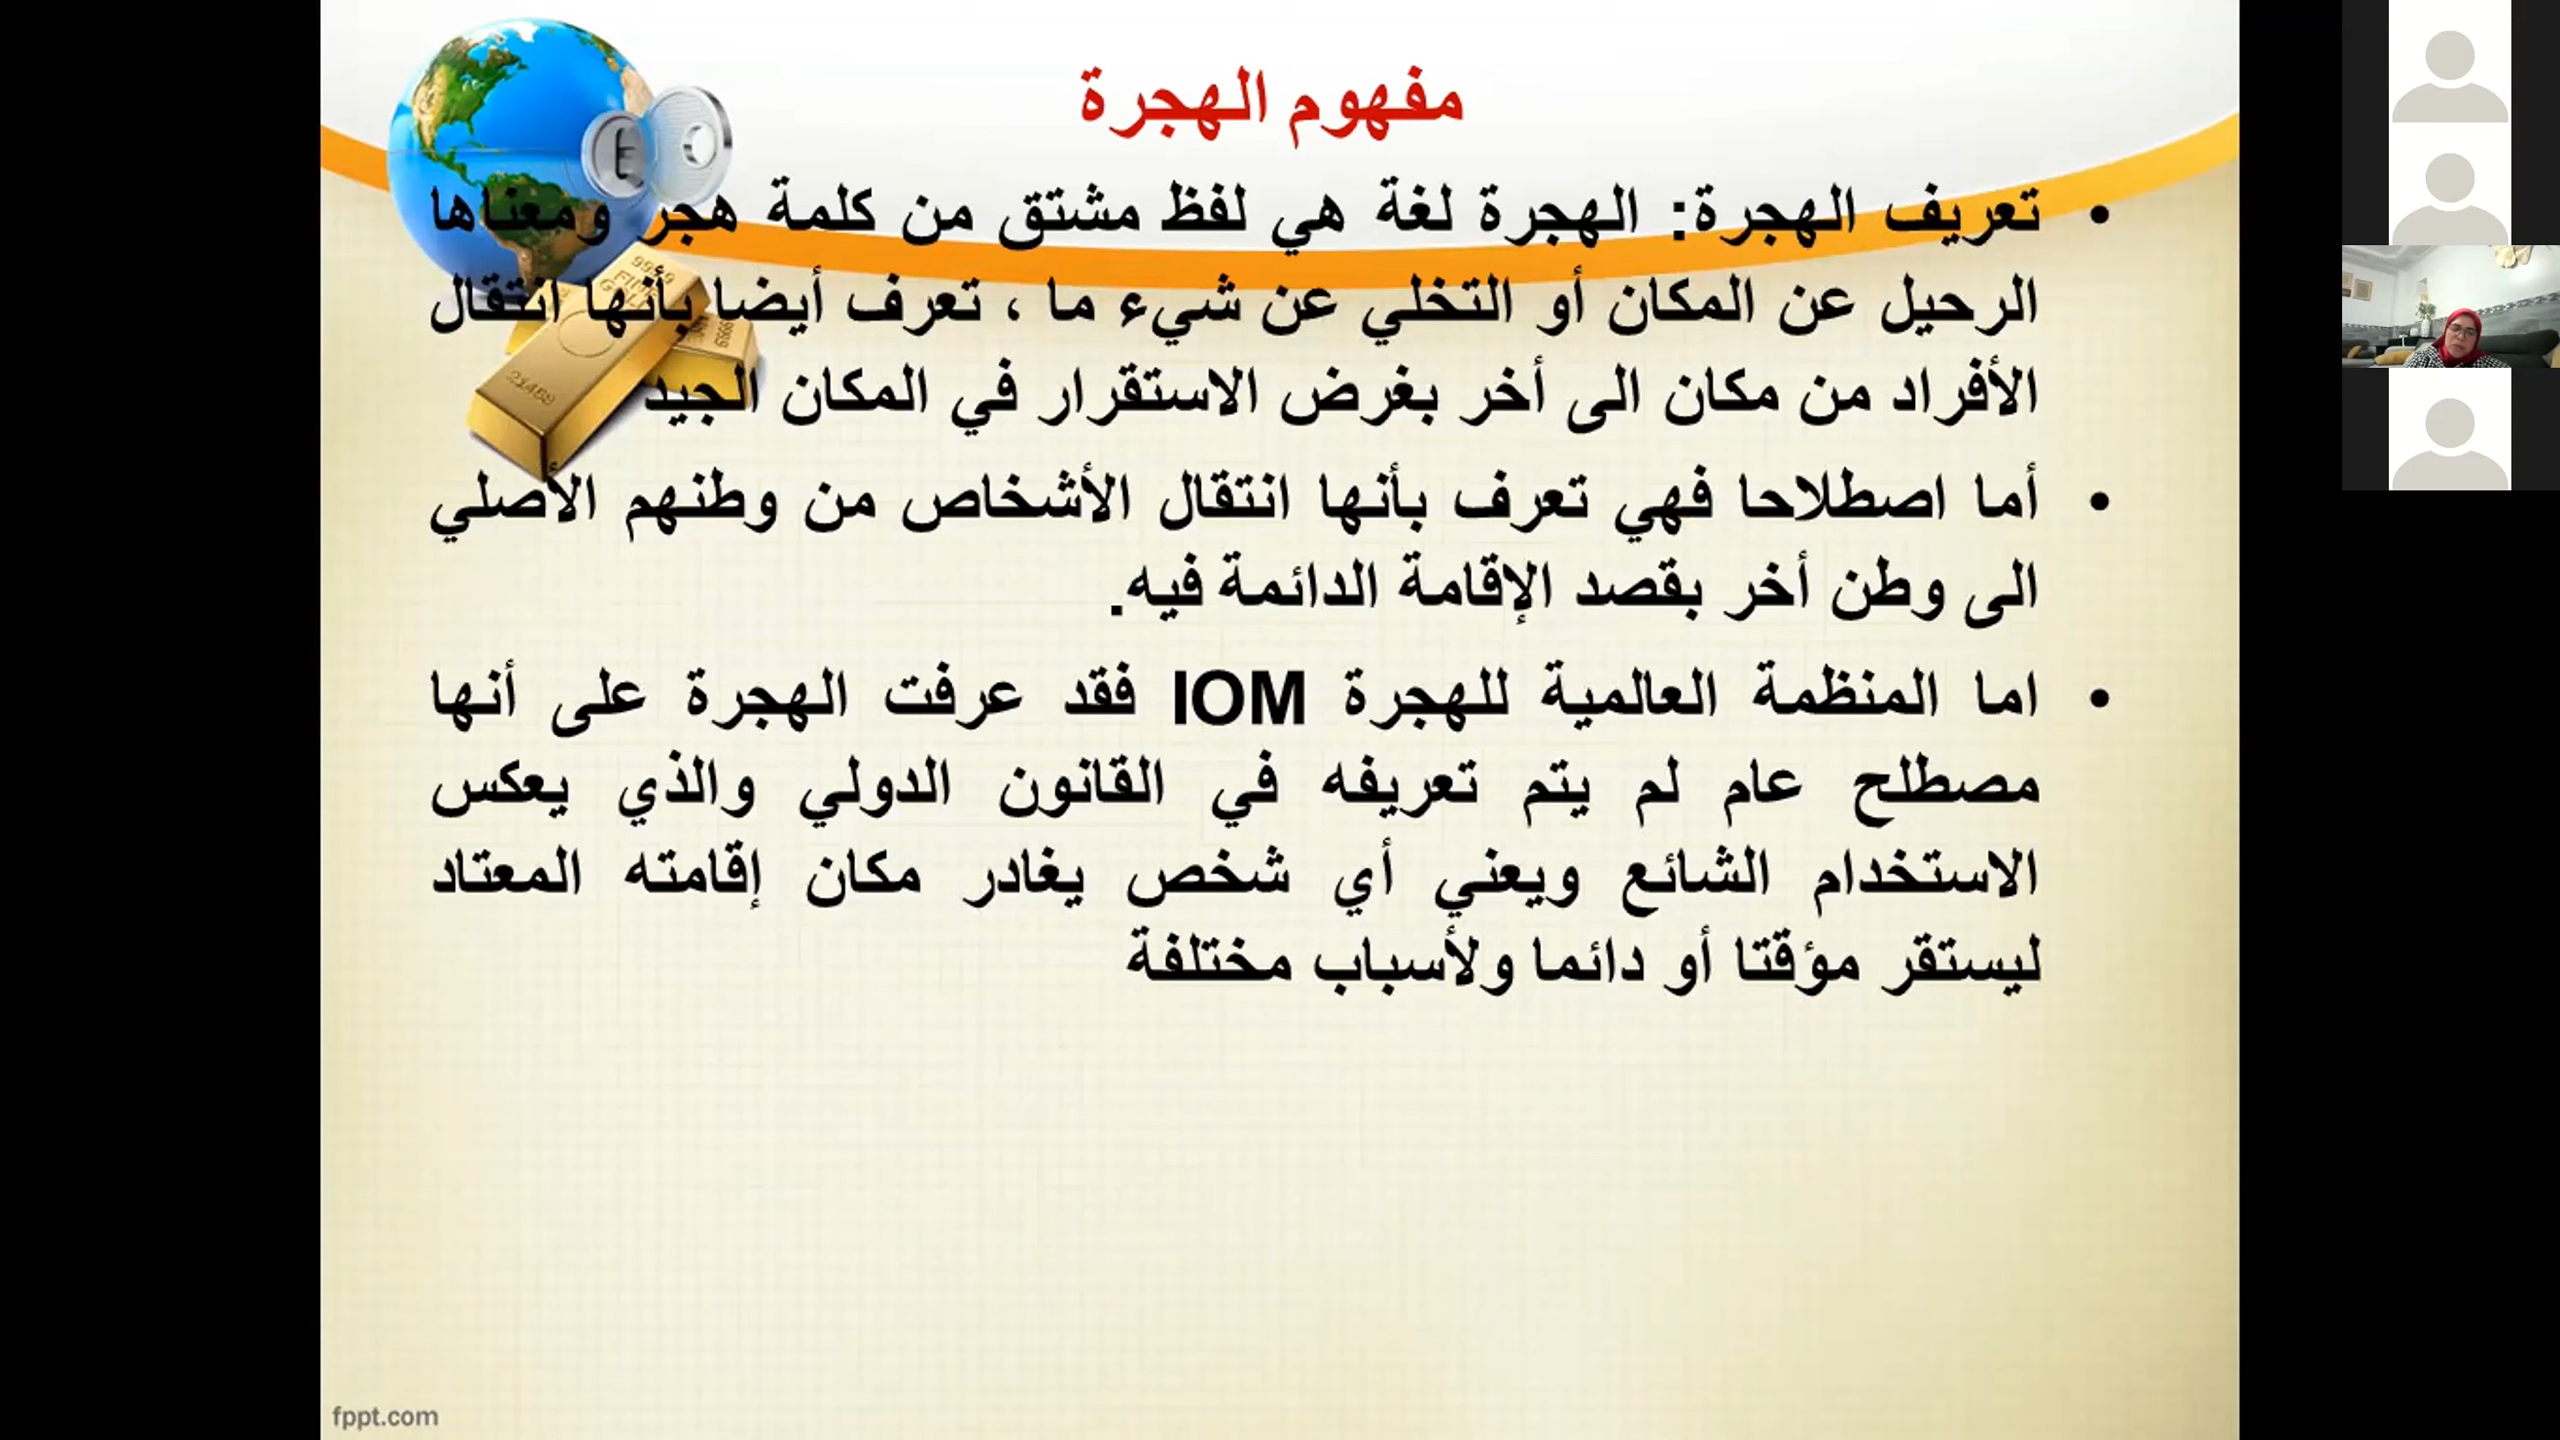 مفهوم الهجرة
• تعريف الهجرة: الهجرة لغة هي لفظ مشتق من كلمة هجر ومعناها
الرحيل عن المكان أو التخلي عن شيء ما ، تعرف أيضا بأنها انتقال
الأفراد من مكان الى أخر بغرض الاستقرار في المكان الجيد
• أما اصطلاحا فهي تعرف بأنها انتقال الأشخاص من وطنهم الأصلي
الى وطن أخر بقصد الإقامة الدائمة فيه.
• اما المنظمة العالمية للهجرة IOM فقد عرفت الهجرة على أنها
مصطلح عام لم يتم تعريفه في القانون الدولي والذي يعكس
الاستخدام الشائع ويعني أي شخص يغادر مكان إقامته المعتاد
ليستقر مؤقتا أو دائما ولأسباب مختلفة
fppt.com